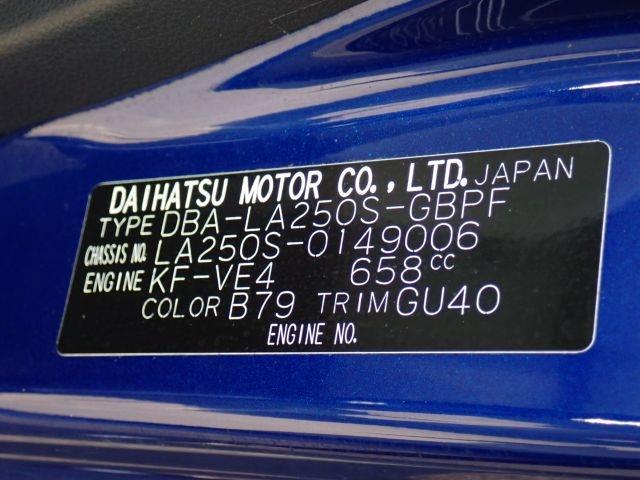 DAIHATSU MOTOR CO., LTD. JAPAN
TYPE DBA-LA250S-GBPF
CHASSIS NO. LA250S-0149006
ENGINE KF-VE4 658cc
COLOR B79 TRIM GU40
ENGINE NO.